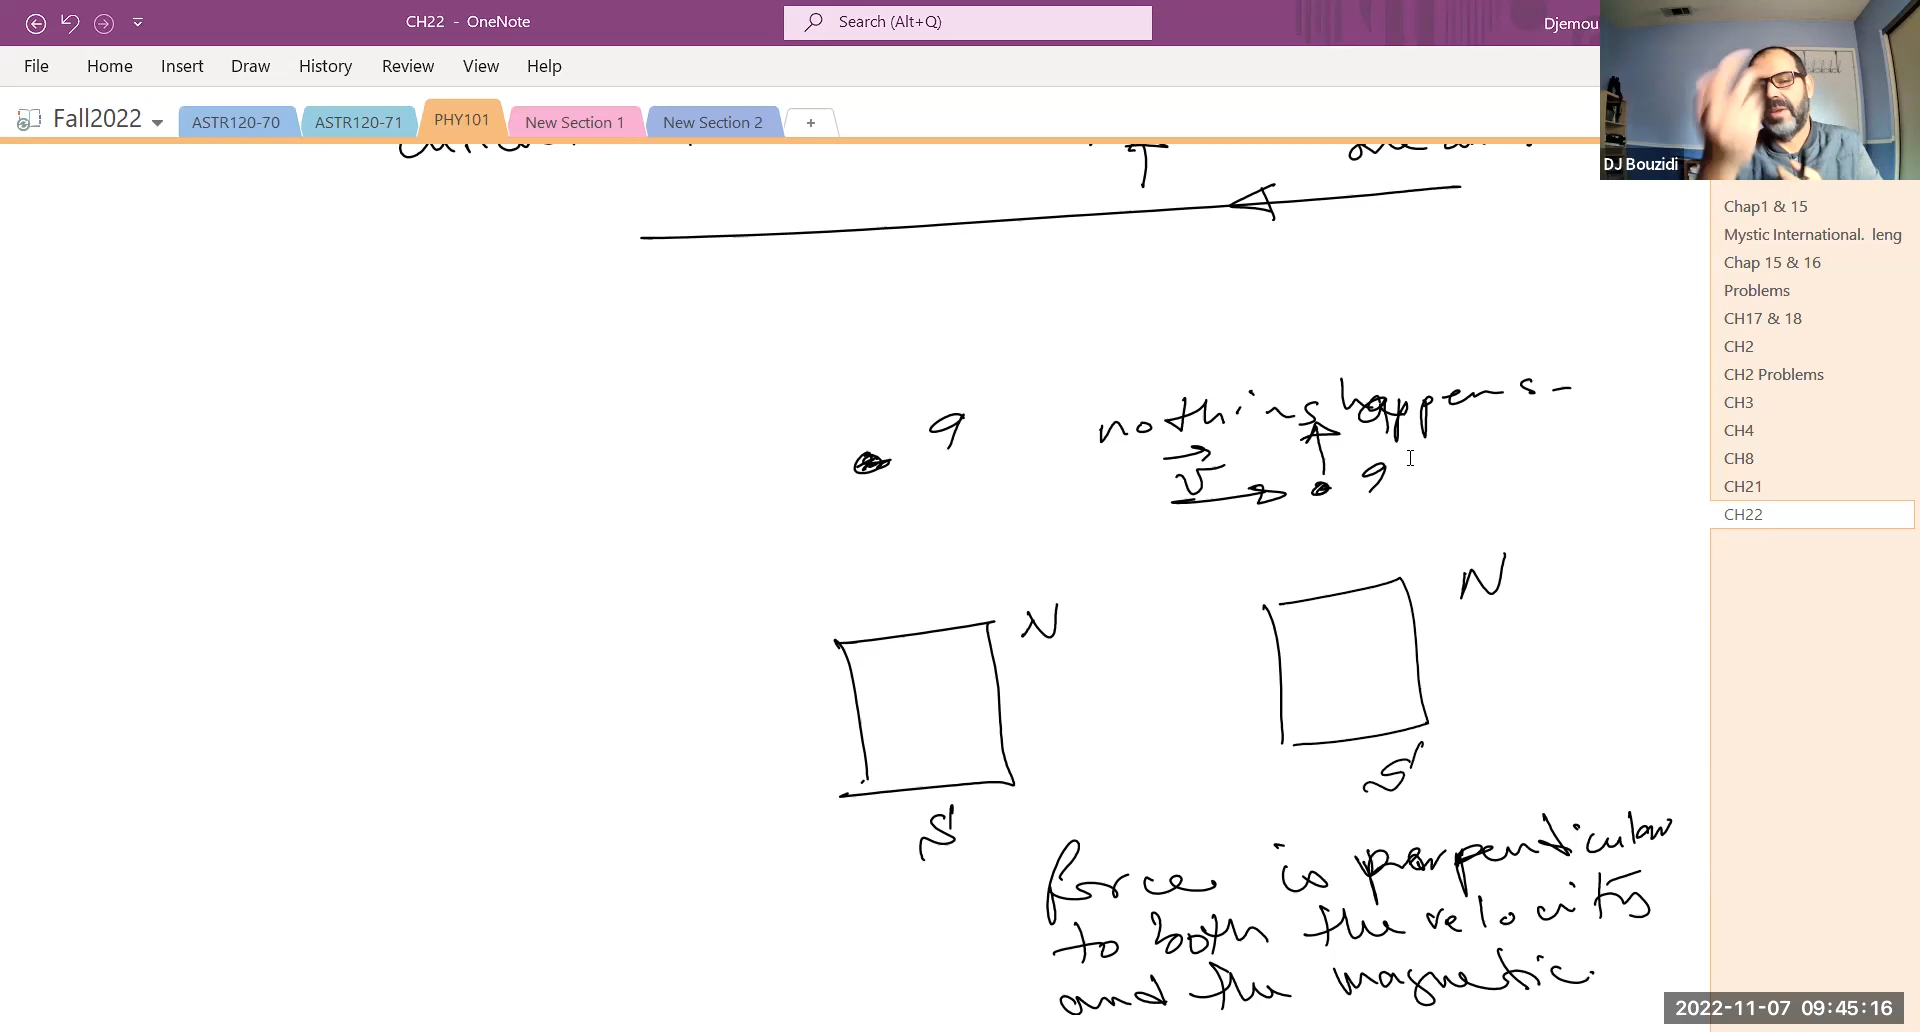 CH22 - OneNote
Search (Alt+Q)
Djemou
File Home Insert Draw History Review View Help
Fall2022
ASTR120-70
ASTR120-71
PHY101
New Section 1
New Section 2
+
DJ Bouzidi
Chap1 & 15
Mystic International. leng
Chap 15 & 16
Problems
CH17 & 18
CH2
CH2 Problems
CH3
CH4
CH8
CH21
CH22
q
nothing happens -
v
q
N
S
N
S
force is perpendicular
to both the velocity
and the magnetic
2022-11-07 09:45:16